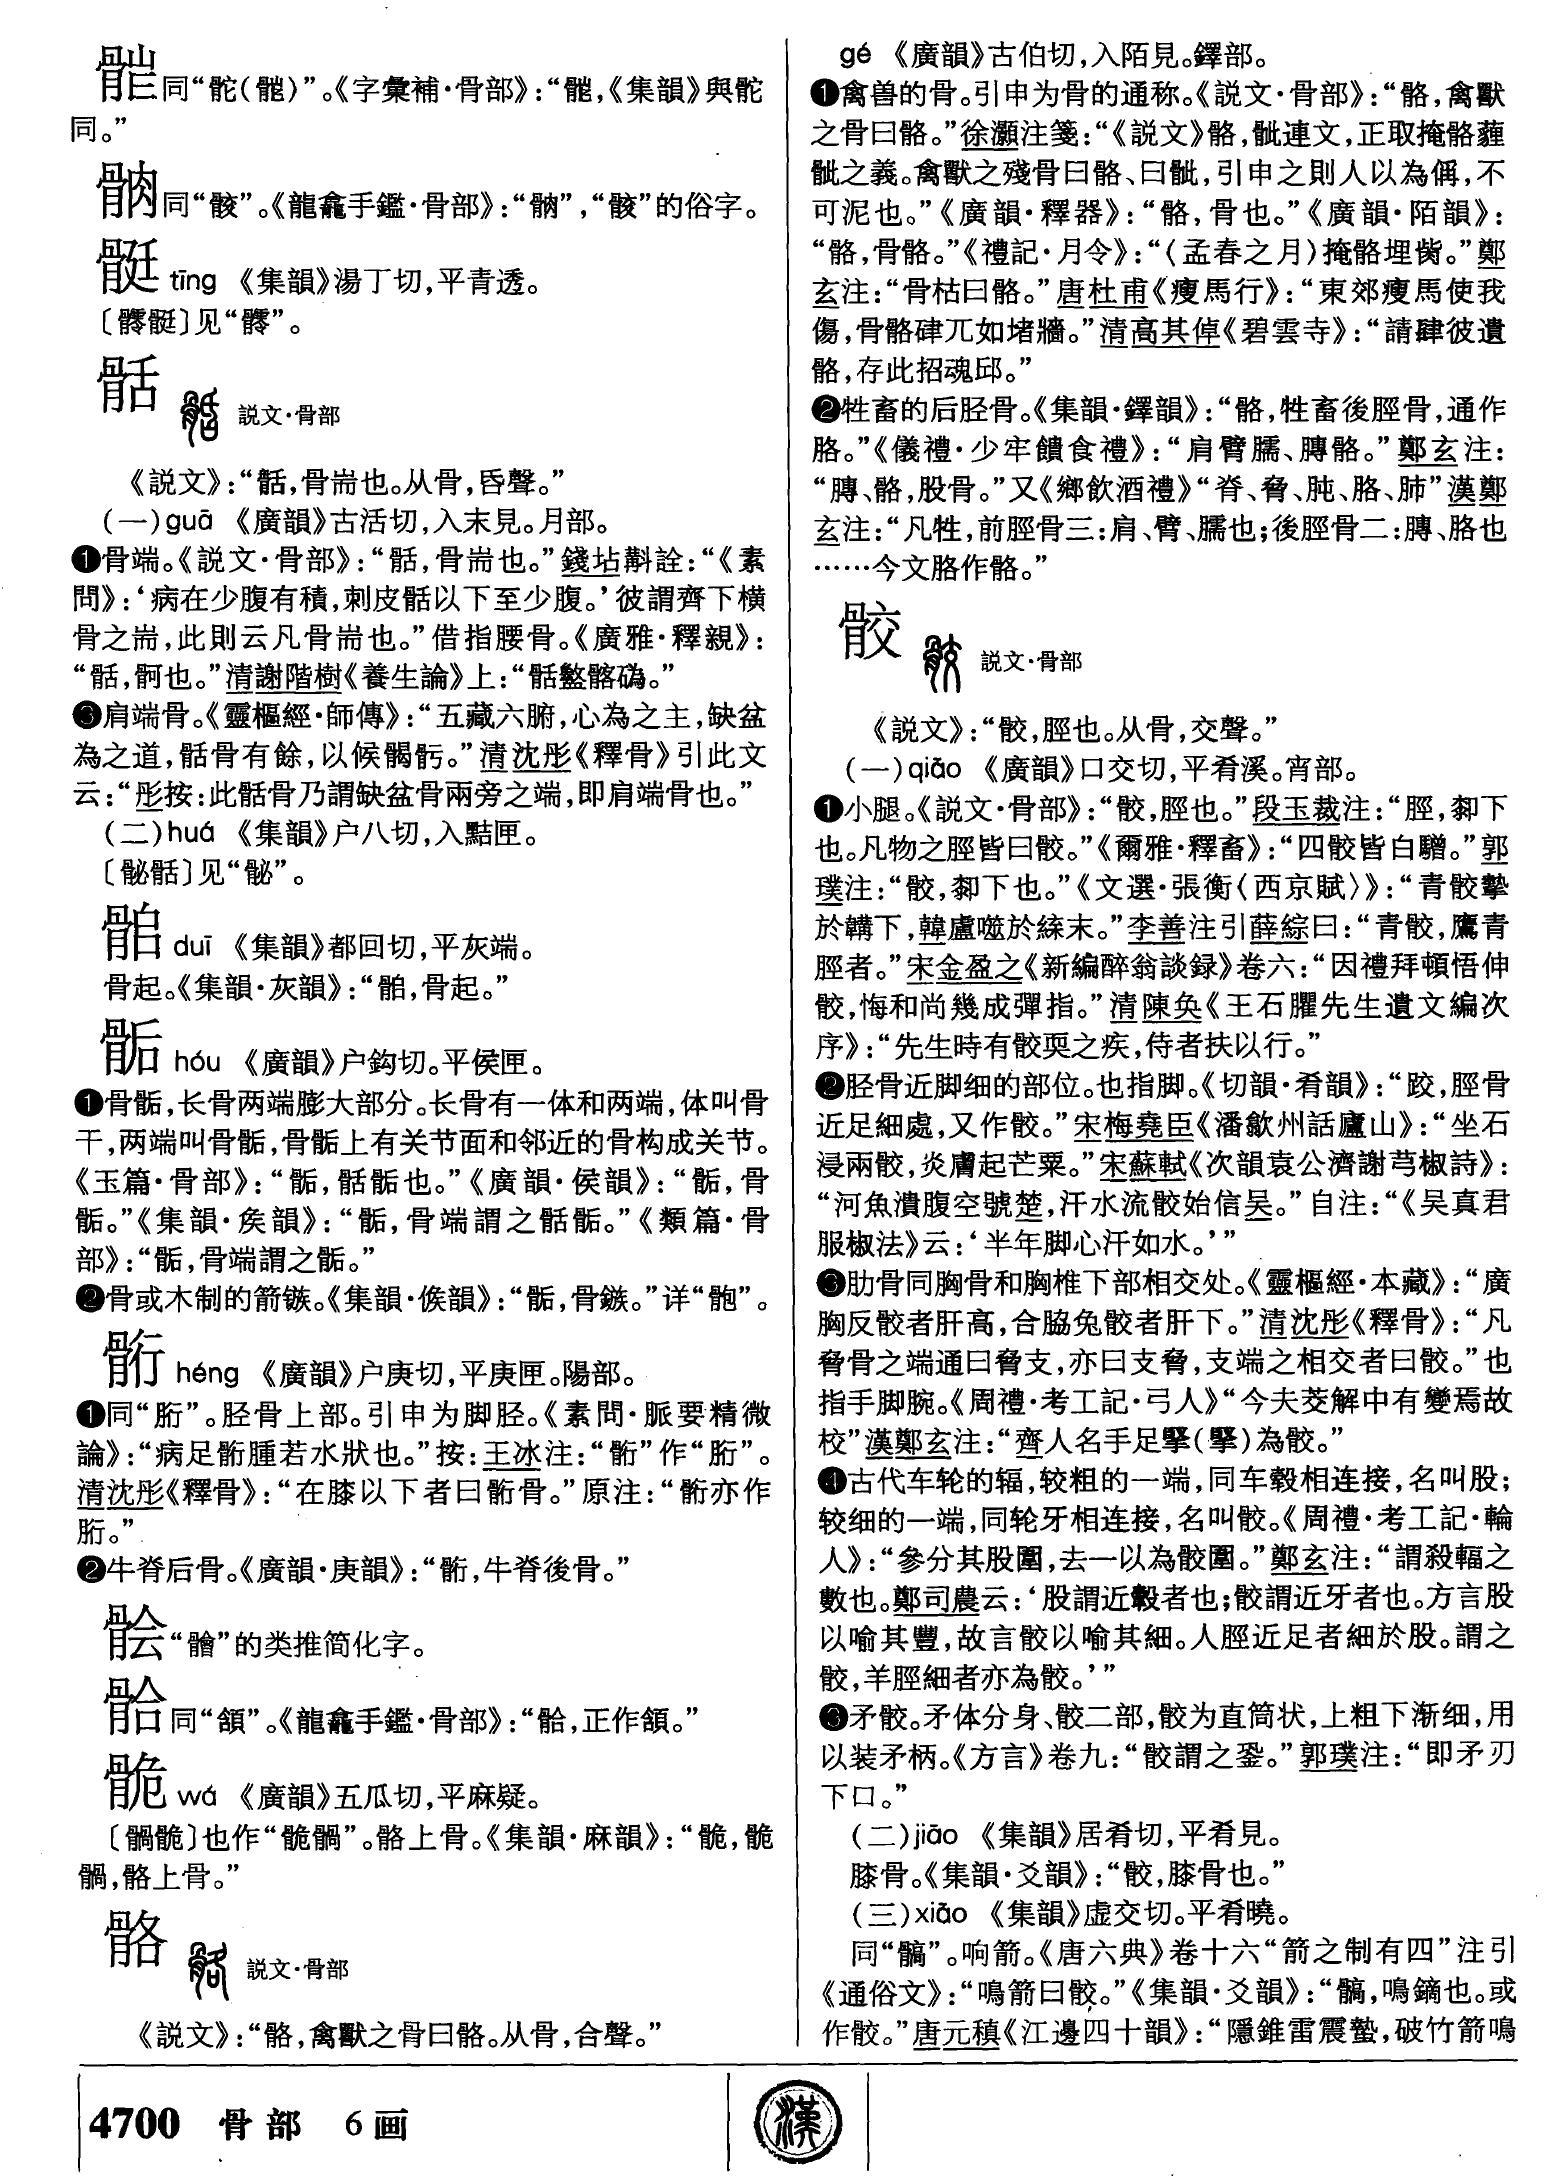 同“骴（䯔）”。《字彙補·骨部》：“䯔，《集韻》與骴
同。”
同“骸”。《龍龕手鑑·骨部》：“”，“骸”的俗字。
tīng 《集韻》湯丁切，平青透。
〔髎〕见“髎”。
䯏 説文·骨部
《説文》：“䯏，骨耑也。从骨，昏聲。”
（一）guā 《廣韻》古活切，入末見。月部。
❶骨端。《説文·骨部》：“䯏，骨耑也。”錢坫斠詮：“《素
問》：‘病在少腹有積，刺皮䯏以下至少腹。’彼謂齊下横
骨之耑，此則云凡骨耑也。”借指腰骨。《廣雅·釋親》：
“䯏，䯊也。”清謝階樹《養生論》上：“䯏盭髂碻。”
❸肩端骨。《靈樞經·師傳》：“五藏六腑，心為之主，缺盆
為之道，䯏骨有餘，以候𩩲骬。”清沈彤《釋骨》引此文
云：“彤按：此䯏骨乃謂缺盆骨兩旁之端，即肩端骨也。”
（二）huá 《集韻》户八切，入黠匣。
〔䏟䯏〕见“䏟”。
duī 《集韻》都回切，平灰端。
骨起。《集韻·灰韻》：“，骨起。”
骺 hóu 《廣韻》户鈎切。平侯匣。
❶骨骺，长骨两端膨大部分。长骨有一体和两端，体叫骨
干，两端叫骨骺，骨骺上有关节面和邻近的骨构成关节。
《玉篇·骨部》：“骺，䯏骺也。”《廣韻·侯韻》：“骺，骨
骺。”《集韻·矦韻》：“骺，骨端謂之䯏骺。”《類篇·骨
部》：“骺，骨端謂之骺。”
❷骨或木制的箭镞。《集韻·候韻》：“骺，骨鏃。”详“骲”。
䯒 héng 《廣韻》户庚切，平庚匣。陽部。
❶同“胻”。胫骨上部。引申为脚胫。《素問·脈要精微
論》：“病足䯒腫若水狀也。”按：王冰注：“䯒”作“胻”。
清沈彤《釋骨》：“在膝以下者曰䯒骨。”原注：“䯒亦作
胻。”
❷牛脊后骨。《廣韻·庚韻》：“䯒，牛脊後骨。”
“髇”的类推简化字。
䯐 同“頷”。《龍龕手鑑·骨部》：“䯐，正作頷。”
wá 《廣韻》五瓜切，平麻疑。
〔䯞骫〕也作“骫䯞”。骼上骨。《集韻·麻韻》：“骫，骫
䯞，骼上骨。”
骼 説文·骨部
《説文》：“骼，禽獸之骨曰骼。从骨，各聲。”
gé 《廣韻》古伯切，入陌見。鐸部。
❶禽兽的骨。引申为骨的通称。《説文·骨部》：“骼，禽獸
之骨曰骼。”徐灝注箋：“《説文》骼，骴連文，正取掩骼薶
骴之義。禽獸之殘骨曰骼、曰骴，引申之則人以為偁，不
可泥也。”《廣韻·釋器》：“骼，骨也。”《廣韻·陌韻》：
“骼，骨骼。”《禮記·月令》：“（孟春之月）掩骼埋胔。”鄭
玄注：“骨枯曰骼。”唐杜甫《瘦馬行》：“東郊瘦馬使我
傷，骨骼硉兀如堵牆。”清高其倬《碧雲寺》：“請肆彼遺
骼，存此招魂邱。”
❷牲畜的后胫骨。《集韻·鐸韻》：“骼，牲畜後脛骨，通作
胳。”《儀禮·少牢饋食禮》：“肩臂臑、膞骼。”鄭玄注：
“膞、骼，股骨。”又《鄉飲酒禮》“脊、脅、肫、胳、肺”漢鄭
玄注：“凡牲，前脛骨三：肩、臂、臑也；後脛骨二：膞、胳也
……今文胳作骼。”
骹 説文·骨部
《説文》：“骹，脛也。从骨，交聲。”
（一）qiāo 《廣韻》口交切，平肴溪。宵部。
❶小腿。《説文·骨部》：“骹，脛也。”段玉裁注：“脛，厀下
也。凡物之脛皆曰骹。”《爾雅·釋畜》：“四骹皆白驓。”郭
璞注：“骹，厀下也。”《文選·張衡〈西京賦〉》：“青骹摯
於韝下，韓盧噬於緤末。”李善注引薛綜曰：“青骹，鷹青
脛者。”宋金盈之《新編醉翁談録》卷六：“因禮拜頓悟伸
骹，悔和尚幾成彈指。”清陳奂《王石臞先生遺文編次
序》：“先生時有骹耎之疾，侍者扶以行。”
❷胫骨近脚细的部位。也指脚。《切韻·肴韻》：“跤，脛骨
近足細處，又作骹。”宋梅堯臣《潘歙州話廬山》：“坐石
浸兩骹，炎膚起芒粟。”宋蘇軾《次韻袁公濟謝芎椒詩》：
“河魚潰腹空號楚，汗水流骹始信吴。”自注：“《吴真君
服椒法》云：‘半年脚心汗如水。’”
❸肋骨同胸骨和胸椎下部相交处。《靈樞經·本藏》：“廣
胸反骹者肝高，合脇兔骹者肝下。”清沈彤《釋骨》：“凡
脅骨之端通曰脅支，亦曰支脅，支端之相交者曰骹。”也
指手脚腕。《周禮·考工記·弓人》“今夫茭解中有變焉故
校”漢鄭玄注：“齊人名手足掔（掔）為骹。”
❹古代车轮的辐，较粗的一端，同车毂相连接，名叫股；
较细的一端，同轮牙相连接，名叫骹。《周禮·考工記·輪
人》：“參分其股圍，去一以為骹圍。”鄭玄注：“謂殺輻之
數也。鄭司農云：‘股謂近轂者也；骹謂近牙者也。方言股
以喻其豐，故言骹以喻其細。人脛近足者細於股。謂之
骹，羊脛細者亦為骹。’”
❸矛骹。矛体分身、骹二部，骹为直筒状，上粗下渐细，用
以装矛柄。《方言》卷九：“骹謂之銎。”郭璞注：“即矛刃
下口。”
（二）jiāo 《集韻》居肴切，平肴見。
膝骨。《集韻·爻韻》：“骹，膝骨也。”
（三）xiāo 《集韻》虚交切。平肴曉。
同“髇”。响箭。《唐六典》卷十六“箭之制有四”注引
《通俗文》：“鳴箭曰骹。”《集韻·爻韻》：“髇，鳴鏑也。或
作骹。”唐元稹《江邊四十韻》：“隱錐雷震蟄，破竹箭鳴
4700 骨部 6画
漢